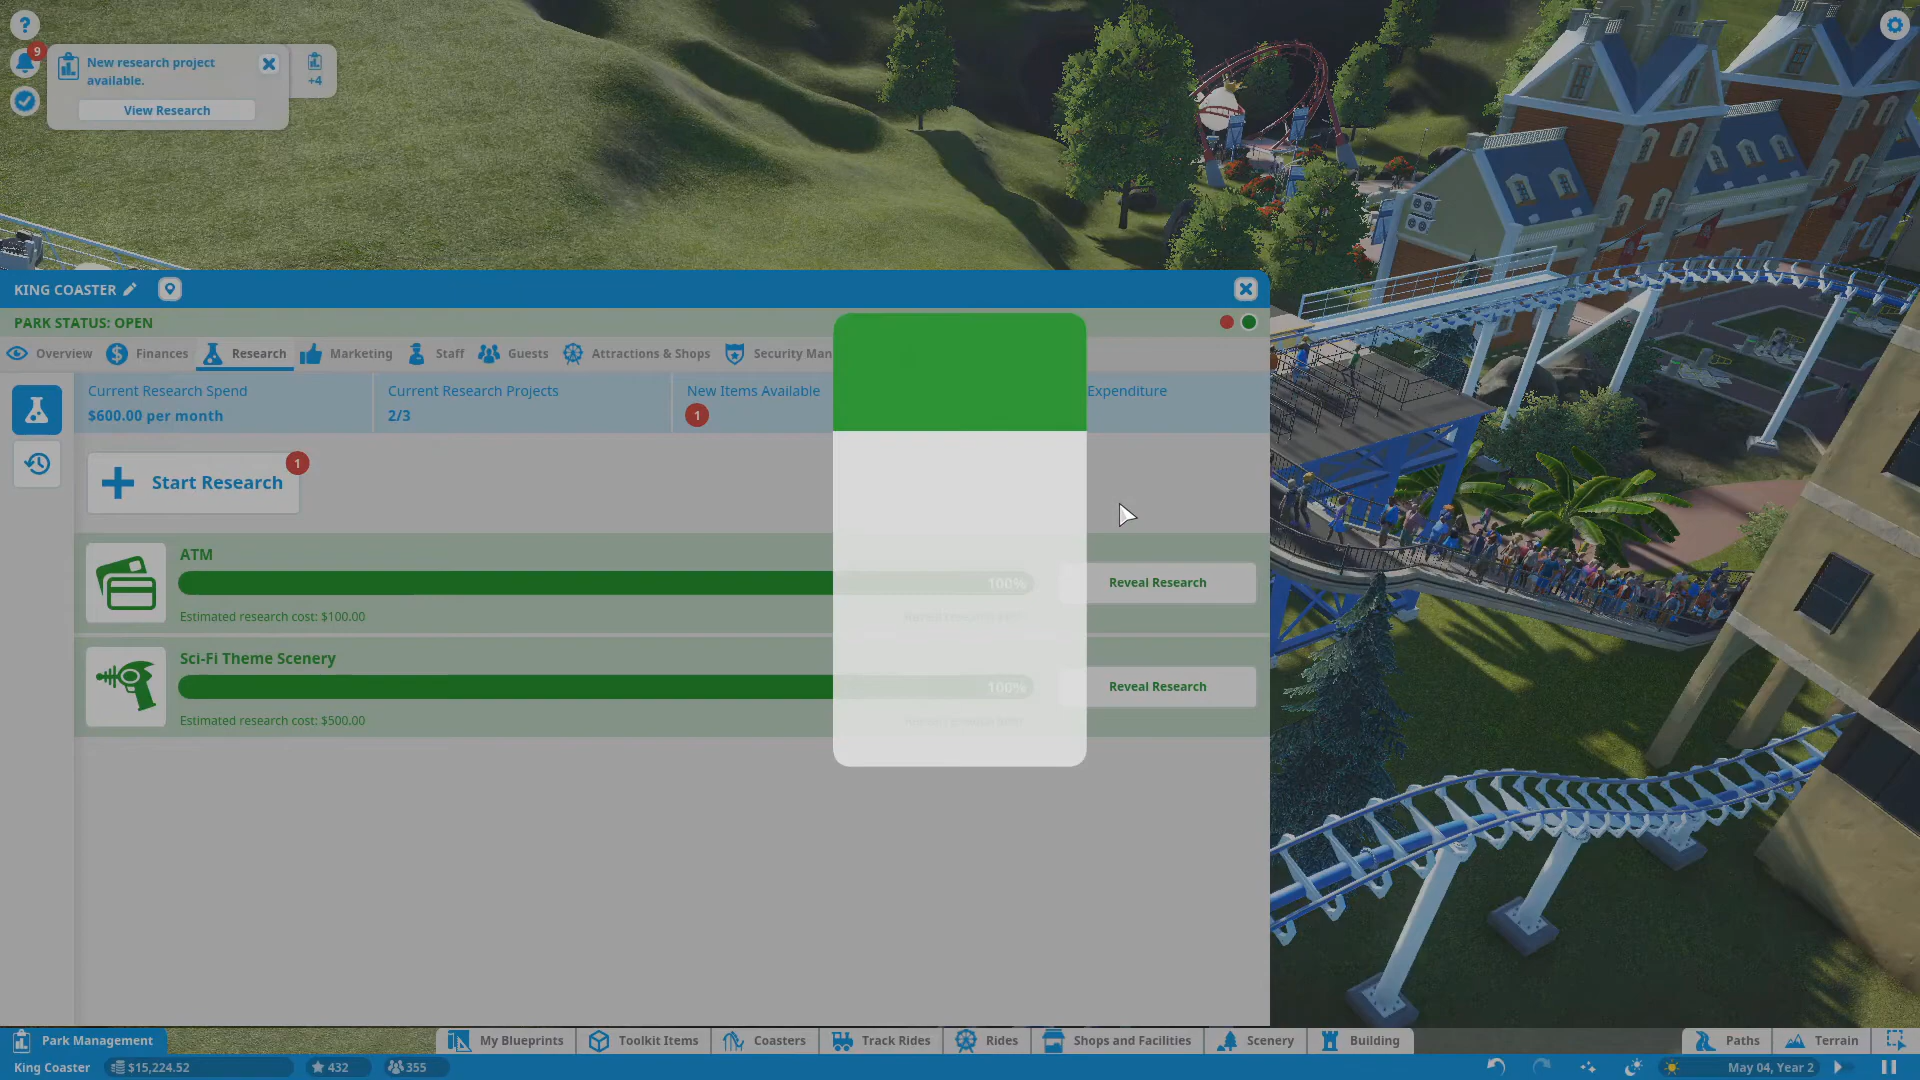 ?
9
New research project
available.
+4
View Research
KING COASTER
PARK STATUS: OPEN
Overview
Finances
Research
Marketing
Staff
Guests
Attractions & Shops
Security Man
Current Research Spend
$600.00 per month
Current Research Projects
2/3
New Items Available
1
Expenditure
Start Research
1
ATM
100%
Reveal Research
Estimated research cost: $100.00
Sci-Fi Theme Scenery
100%
Reveal Research
Estimated research cost: $500.00
Park Management
My Blueprints
Toolkit Items
Coasters
Track Rides
Rides
Shops and Facilities
Scenery
Building
Paths
Terrain
King Coaster
$15,224.52
432
355
May 04, Year 2